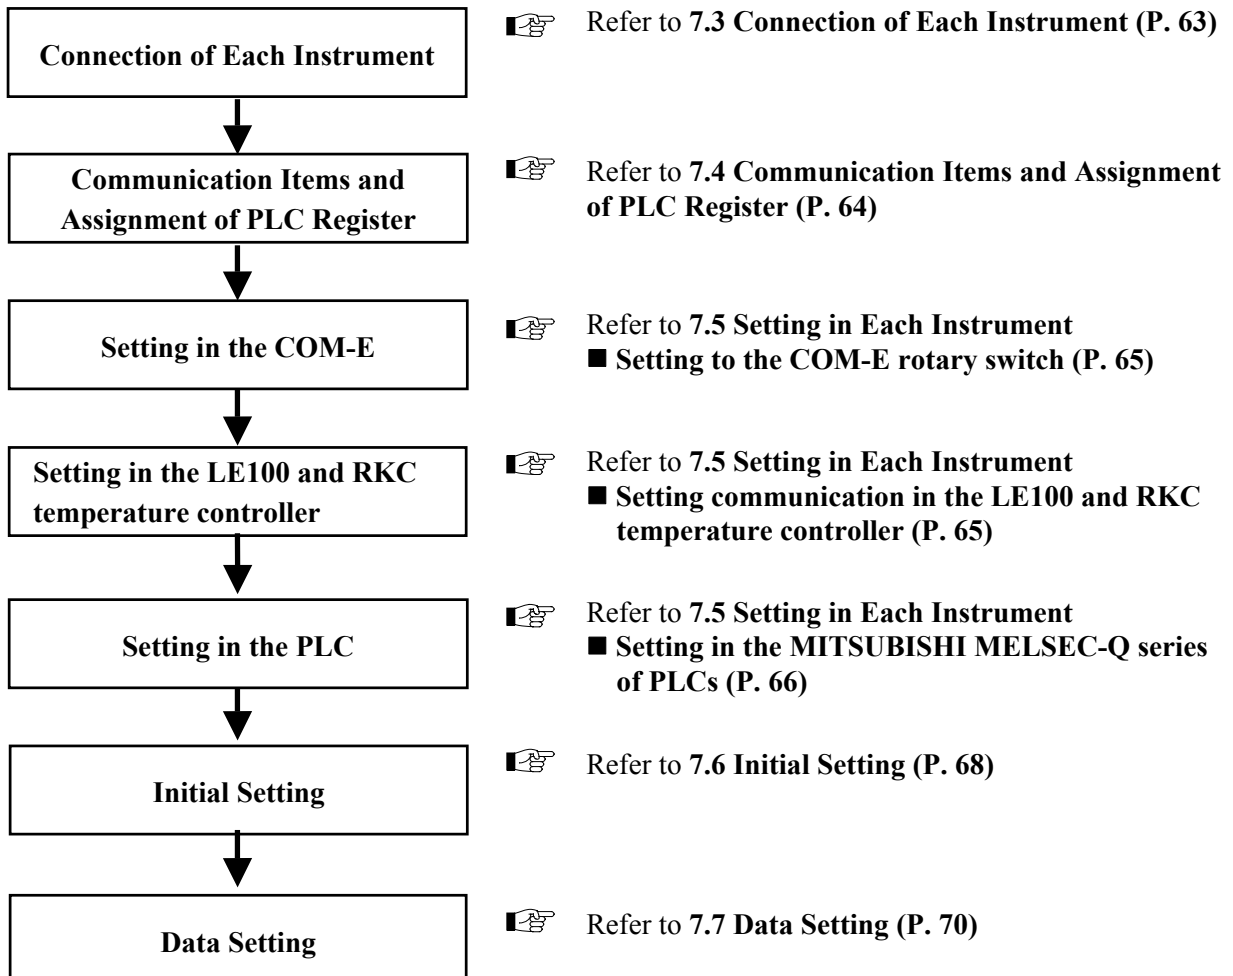 Connection of Each Instrument
Refer to 7.3 Connection of Each Instrument (P. 63)
Communication Items and
Assignment of PLC Register
Refer to 7.4 Communication Items and Assignment
of PLC Register (P. 64)
Setting in the COM-E
Refer to 7.5 Setting in Each Instrument
■ Setting to the COM-E rotary switch (P. 65)
Setting in the LE100 and RKC
temperature controller
Refer to 7.5 Setting in Each Instrument
■ Setting communication in the LE100 and RKC
temperature controller (P. 65)
Setting in the PLC
Refer to 7.5 Setting in Each Instrument
■ Setting in the MITSUBISHI MELSEC-Q series
of PLCs (P. 66)
Initial Setting
Refer to 7.6 Initial Setting (P. 68)
Data Setting
Refer to 7.7 Data Setting (P. 70)